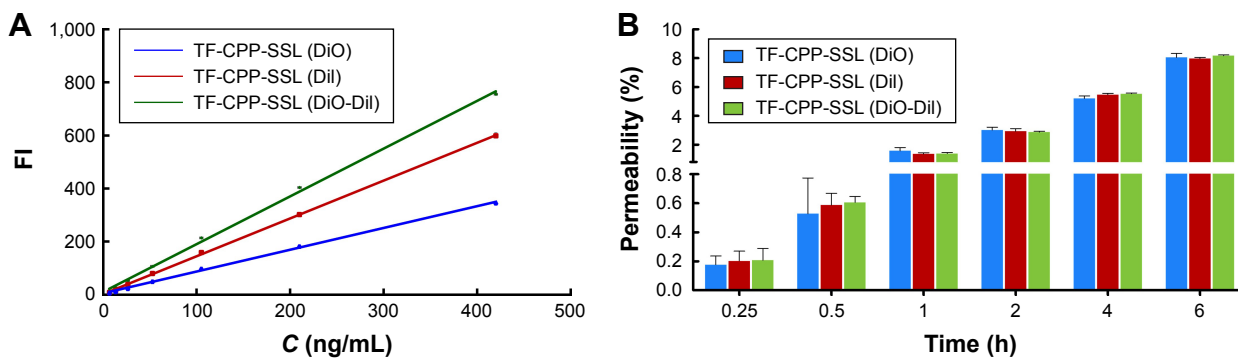 A
1,000
800
600
400
200
0
FI
TF-CPP-SSL (DiO)
TF-CPP-SSL (DiI)
TF-CPP-SSL (DiO-DiI)
0 100 200 300 400 500
C (ng/mL)
B
10
8
6
4
2
0.8
0.6
0.4
0.2
0.0
Permeability (%)
TF-CPP-SSL (DiO)
TF-CPP-SSL (DiI)
TF-CPP-SSL (DiO-DiI)
0.25 0.5 1 2 4 6
Time (h)